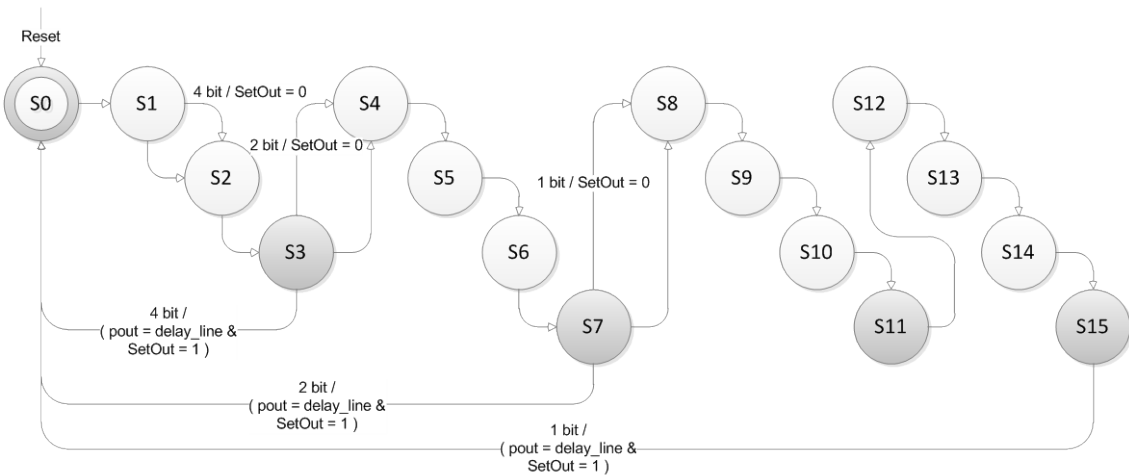 Reset
S0
S1
4 bit / SetOut = 0
S2
S3
2 bit / SetOut = 0
S4
S5
S6
S7
1 bit / SetOut = 0
S8
S9
S10
S11
S12
S13
S14
S15
4 bit /
( pout = delay_line &
SetOut = 1 )
2 bit /
( pout = delay_line &
SetOut = 1 )
1 bit /
( pout = delay_line &
SetOut = 1 )